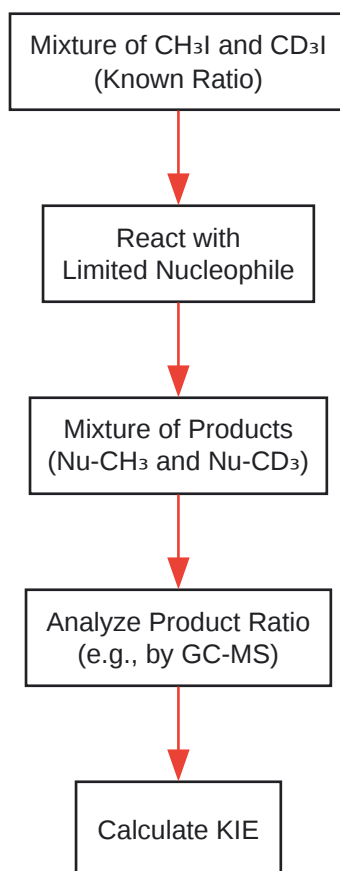 Mixture of CH₃I and CD₃I
(Known Ratio)
React with
Limited Nucleophile
Mixture of Products
(Nu-CH₃ and Nu-CD₃)
Analyze Product Ratio
(e.g., by GC-MS)
Calculate KIE